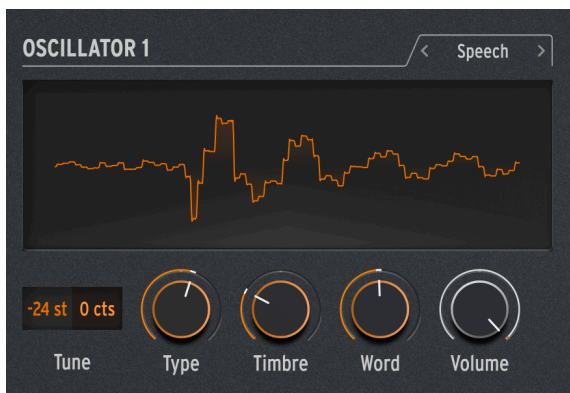 OSCILLATOR 1
< Speech >
-24 st 0 cts
Tune
Type
Timbre
Word
Volume